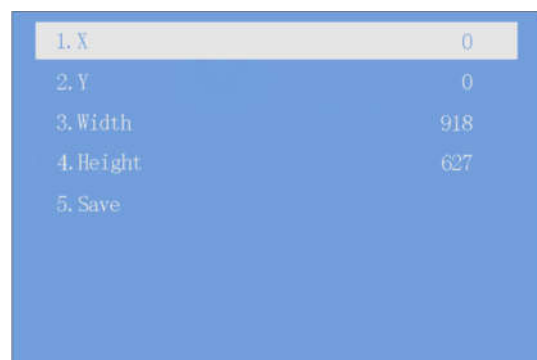 1. X 0
2. Y 0
3. Width 918
4. Height 627
5. Save